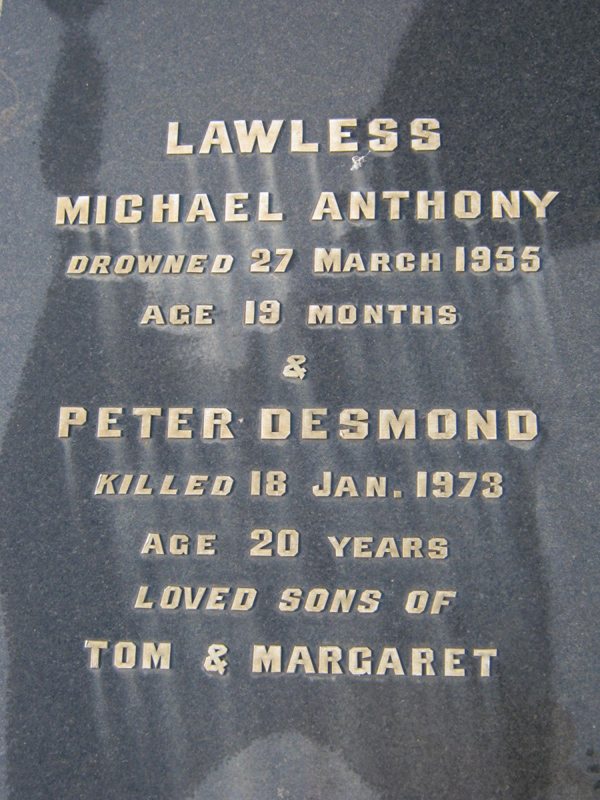 LAWLESS
MICHAEL ANTHONY
DROWNED 27 MARCH 1955
AGE 19 MONTHS
&
PETER DESMOND
KILLED 18 JAN. 1973
AGE 20 YEARS
LOVED SONS OF
TOM & MARGARET